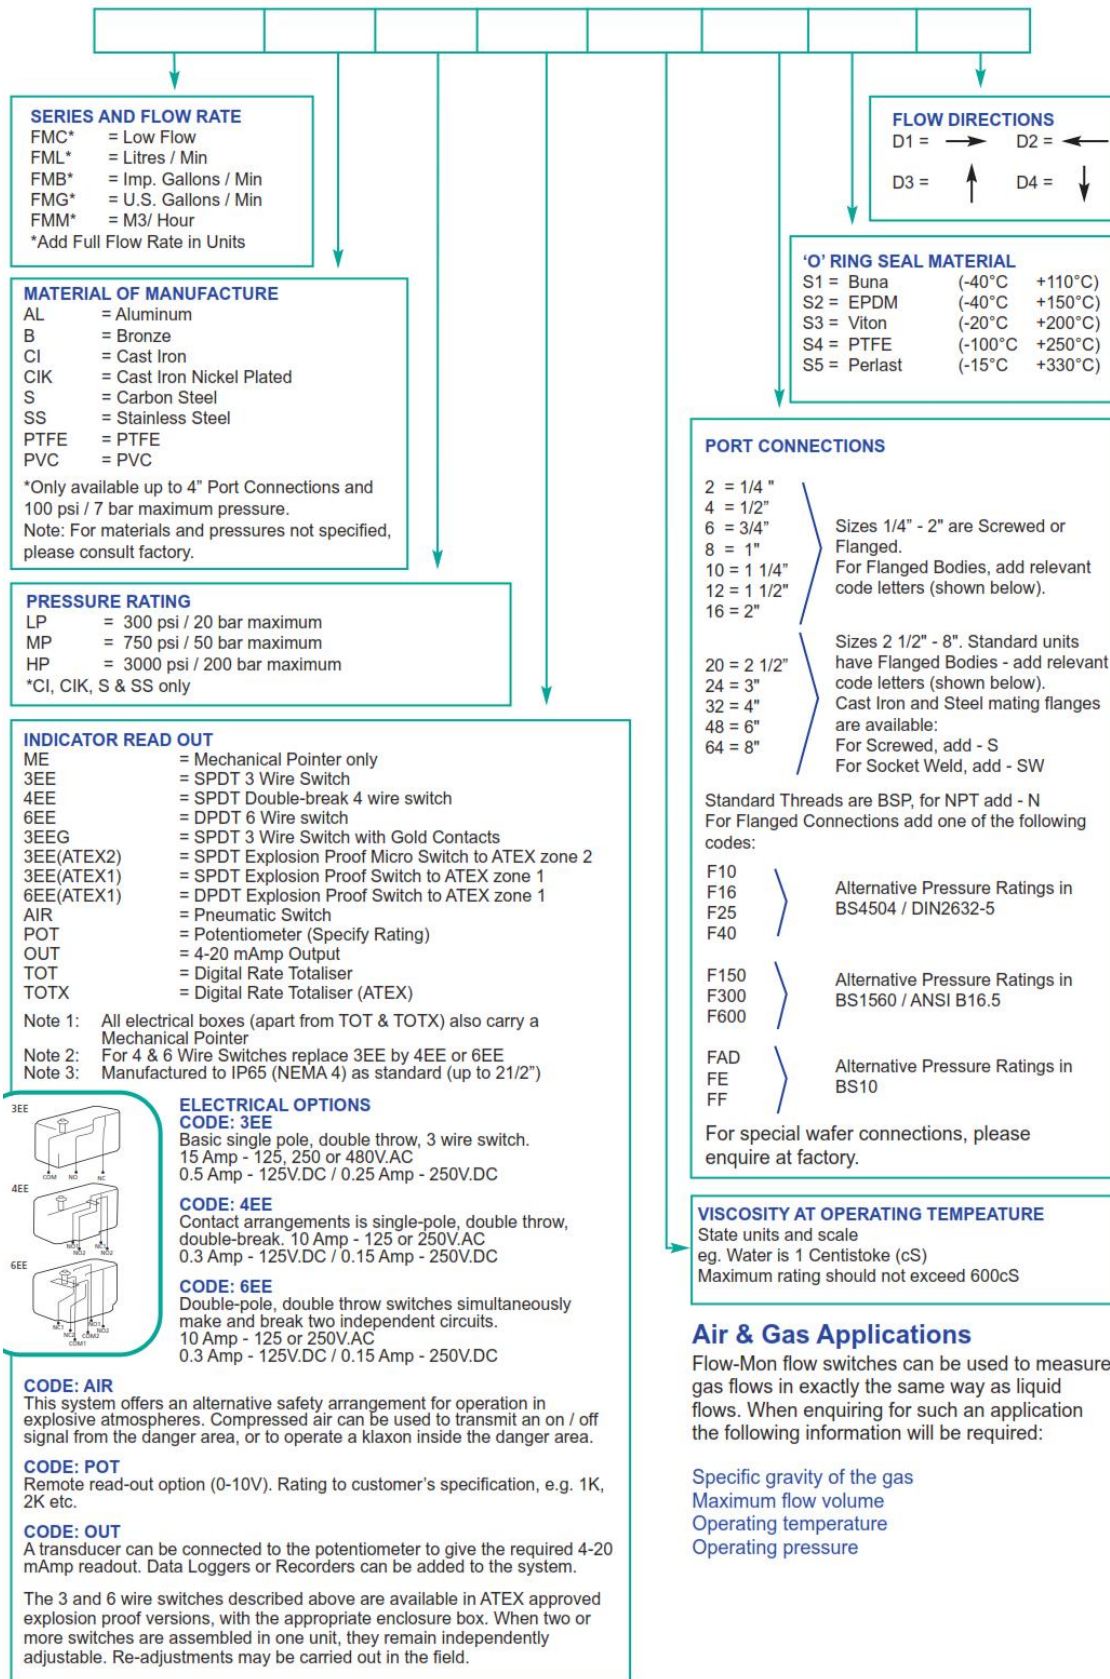 SERIES AND FLOW RATE
FMC* = Low Flow
FML* = Litres / Min
FMB* = Imp. Gallons / Min
FMG* = U.S. Gallons / Min
FMM* = M3/ Hour
*Add Full Flow Rate in Units
MATERIAL OF MANUFACTURE
AL = Aluminum
B = Bronze
CI = Cast Iron
CIK = Cast Iron Nickel Plated
S = Carbon Steel
SS = Stainless Steel
PTFE = PTFE
PVC = PVC
*Only available up to 4” Port Connections and
100 psi / 7 bar maximum pressure.
Note: For materials and pressures not specified,
please consult factory.
PRESSURE RATING
LP = 300 psi / 20 bar maximum
MP = 750 psi / 50 bar maximum
HP = 3000 psi / 200 bar maximum
*CI, CIK, S & SS only
INDICATOR READ OUT
ME = Mechanical Pointer only
3EE = SPDT 3 Wire Switch
4EE = SPDT Double-break 4 wire switch
6EE = DPDT 6 Wire switch
3EEG = SPDT 3 Wire Switch with Gold Contacts
3EE(ATEX2) = SPDT Explosion Proof Micro Switch to ATEX zone 2
3EE(ATEX1) = SPDT Explosion Proof Switch to ATEX zone 1
6EE(ATEX1) = DPDT Explosion Proof Switch to ATEX zone 1
AIR = Pneumatic Switch
POT = Potentiometer (Specify Rating)
OUT = 4-20 mAmp Output
TOT = Digital Rate Totaliser
TOTX = Digital Rate Totaliser (ATEX)
Note 1: All electrical boxes (apart from TOT & TOTX) also carry a
Mechanical Pointer
Note 2: For 4 & 6 Wire Switches replace 3EE by 4EE or 6EE
Note 3: Manufactured to IP65 (NEMA 4) as standard (up to 21/2”)
3EE
COM NO NC
4EE
NO1 NC1
NO2 NC2
6EE
NC1 NO1 NO2
NC2 COM2
COM1
ELECTRICAL OPTIONS
CODE: 3EE
Basic single pole, double throw, 3 wire switch.
15 Amp - 125, 250 or 480V.AC
0.5 Amp - 125V.DC / 0.25 Amp - 250V.DC
CODE: 4EE
Contact arrangements is single-pole, double throw,
double-break. 10 Amp - 125 or 250V.AC
0.3 Amp - 125V.DC / 0.15 Amp - 250V.DC
CODE: 6EE
Double-pole, double throw switches simultaneously
make and break two independent circuits.
10 Amp - 125 or 250V.AC
0.3 Amp - 125V.DC / 0.15 Amp - 250V.DC
CODE: AIR
This system offers an alternative safety arrangement for operation in
explosive atmospheres. Compressed air can be used to transmit an on / off
signal from the danger area, or to operate a klaxon inside the danger area.
CODE: POT
Remote read-out option (0-10V). Rating to customer’s specification, e.g. 1K,
2K etc.
CODE: OUT
A transducer can be connected to the potentiometer to give the required 4-20
mAmp readout. Data Loggers or Recorders can be added to the system.
The 3 and 6 wire switches described above are available in ATEX approved
explosion proof versions, with the appropriate enclosure box. When two or
more switches are assembled in one unit, they remain independently
adjustable. Re-adjustments may be carried out in the field.
FLOW DIRECTIONS
D1 = → D2 = ←
D3 = ↑ D4 = ↓
‘O’ RING SEAL MATERIAL
S1 = Buna (-40°C +110°C)
S2 = EPDM (-40°C +150°C)
S3 = Viton (-20°C +200°C)
S4 = PTFE (-100°C +250°C)
S5 = Perlast (-15°C +330°C)
PORT CONNECTIONS
2 = 1/4 "
4 = 1/2”
6 = 3/4”
8 = 1"
10 = 1 1/4”
12 = 1 1/2”
16 = 2"
Sizes 1/4” - 2" are Screwed or
Flanged.
For Flanged Bodies, add relevant
code letters (shown below).
20 = 2 1/2”
24 = 3"
32 = 4"
48 = 6"
64 = 8"
Sizes 2 1/2" - 8". Standard units
have Flanged Bodies - add relevant
code letters (shown below).
Cast Iron and Steel mating flanges
are available:
For Screwed, add - S
For Socket Weld, add - SW
Standard Threads are BSP, for NPT add - N
For Flanged Connections add one of the following
codes:
F10
F16
F25
F40
Alternative Pressure Ratings in
BS4504 / DIN2632-5
F150
F300
F600
Alternative Pressure Ratings in
BS1560 / ANSI B16.5
FAD
FE
FF
Alternative Pressure Ratings in
BS10
For special wafer connections, please
enquire at factory.
VISCOSITY AT OPERATING TEMPEATURE
State units and scale
eg. Water is 1 Centistoke (cS)
Maximum rating should not exceed 600cS
Air & Gas Applications
Flow-Mon flow switches can be used to measure
gas flows in exactly the same way as liquid
flows. When enquiring for such an application
the following information will be required:
Specific gravity of the gas
Maximum flow volume
Operating temperature
Operating pressure